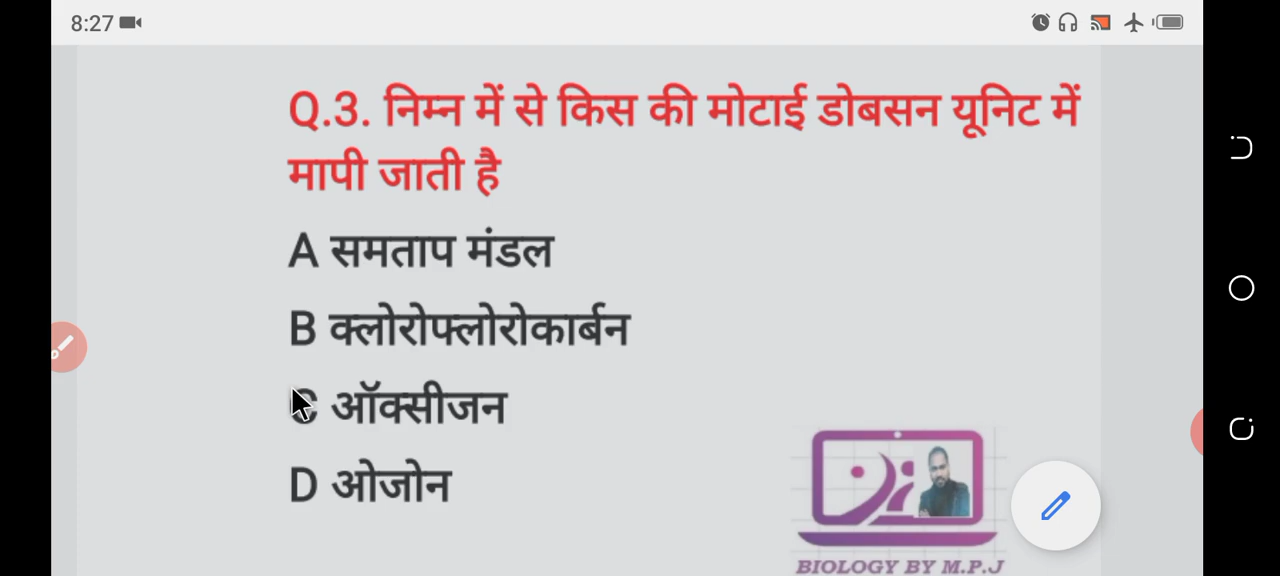 8:27
Q.3. निम्न में से किस की मोटाई डोबसन यूनिट में
मापी जाती है
A समताप मंडल
B क्लोरोफ्लोरोकार्बन
C ऑक्सीजन
D ओजोन
BIOLOGY BY M.P.J